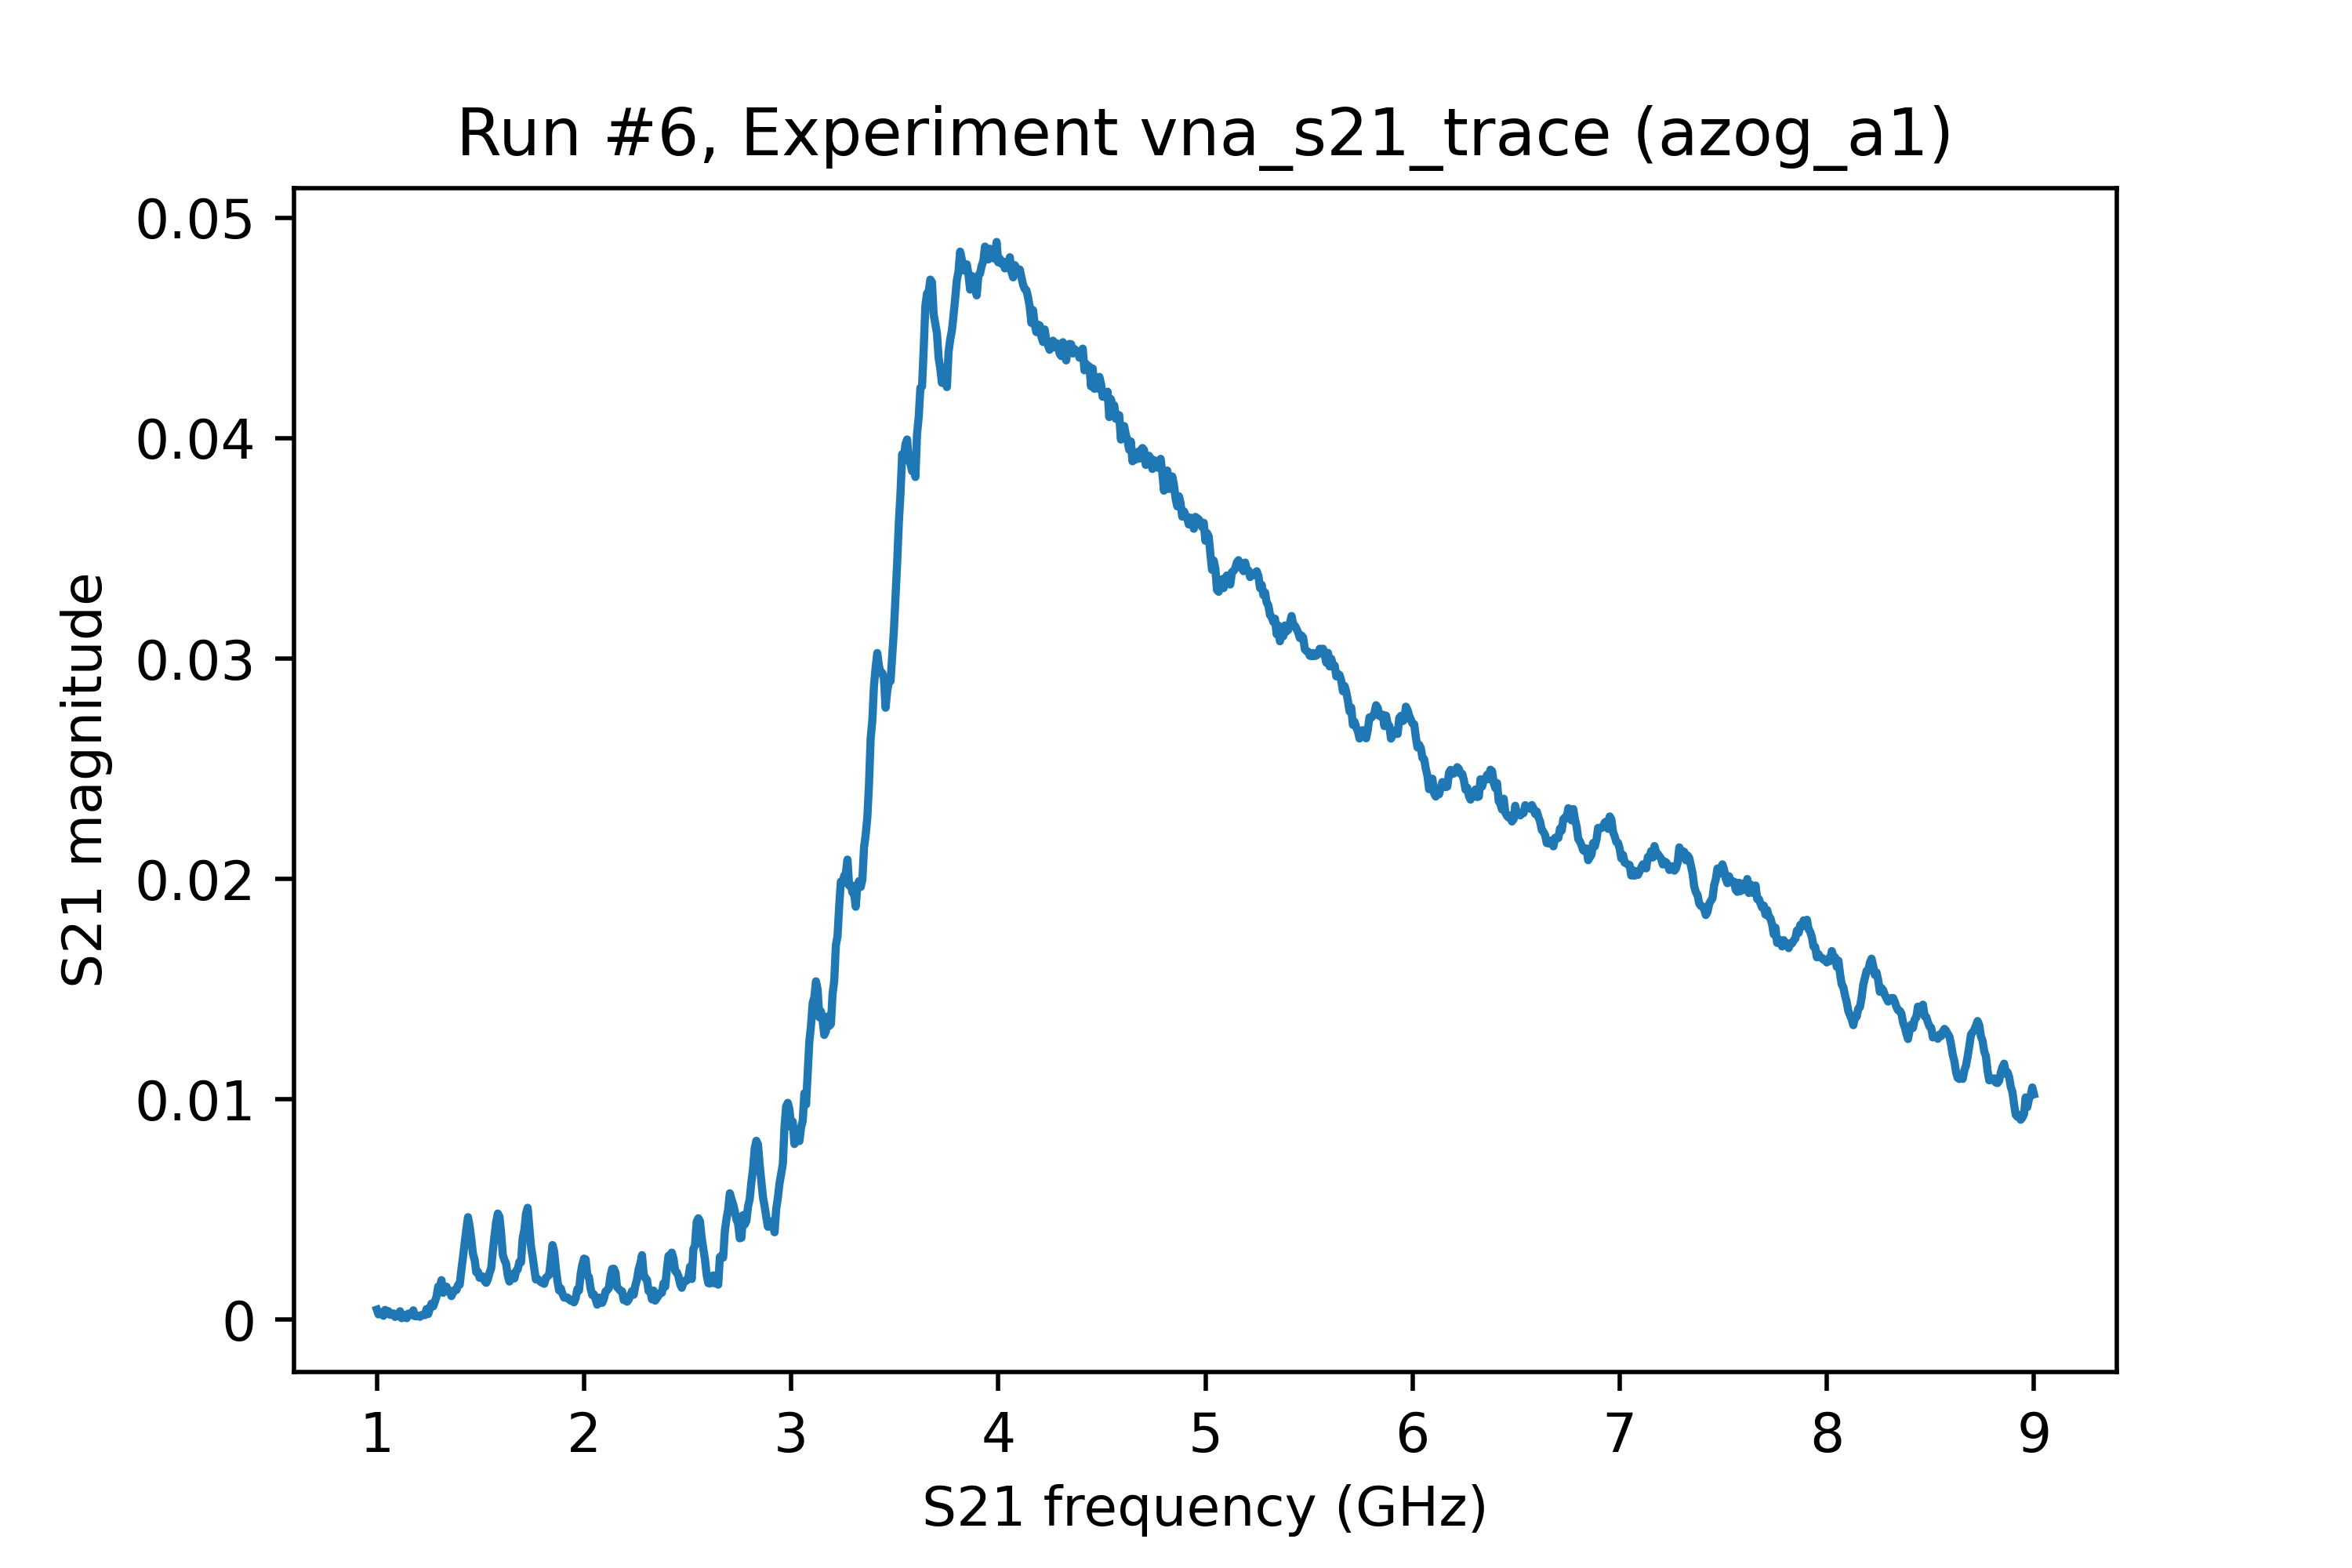 Run #6, Experiment vna_s21_trace (azog_a1)
0.05
0.04
0.03
0.02
0.01
0
S21 magnitude
1 2 3 4 5 6 7 8 9
S21 frequency (GHz)